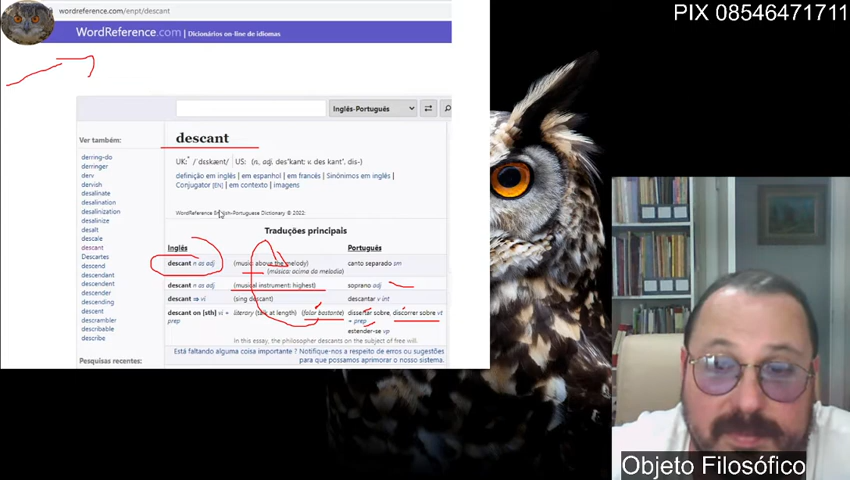 wordreference.com/enpt/descant
PIX 08546471711
WordReference.com | Dicionários on-line de idiomas
Inglês-Português
Ver também:
derring-do
derringer
derv
dervish
desalinate
desalination
desalinization
desalinize
desalt
descale
descant
Descartes
descend
descendant
descendent
descender
descending
descent
descrambler
describable
describe
Pesquisas recentes:
descant
UK: /ˈdɛskænt/ US: (n., adj. des′kant; v. des kant′, dis-)
definição em inglês | em espanhol | em francês | Sinónimos em inglês |
Conjugator [EN] | em contexto | imagens
WordReference English-Portuguese Dictionary © 2022:
Traduções principais
Inglês Português
descant n as adj (music above the melody) canto separado sm
(música: acima da melodia)
descant n as adj (musical instrument: highest) soprano adj
descant ⇒ vi (sing descant) descantar v int
descant on [sth] vi + prep literary (talk at length) (falar bastante) dissertar sobre, discorrer sobre vt + prep
estender-se vp
In this essay, the philosopher descants on the subject of free will.
Está faltando alguma coisa importante? Notifique-nos a respeito de erros ou sugestões
para que possamos aprimorar o nosso sistema.
Objeto Filosófico